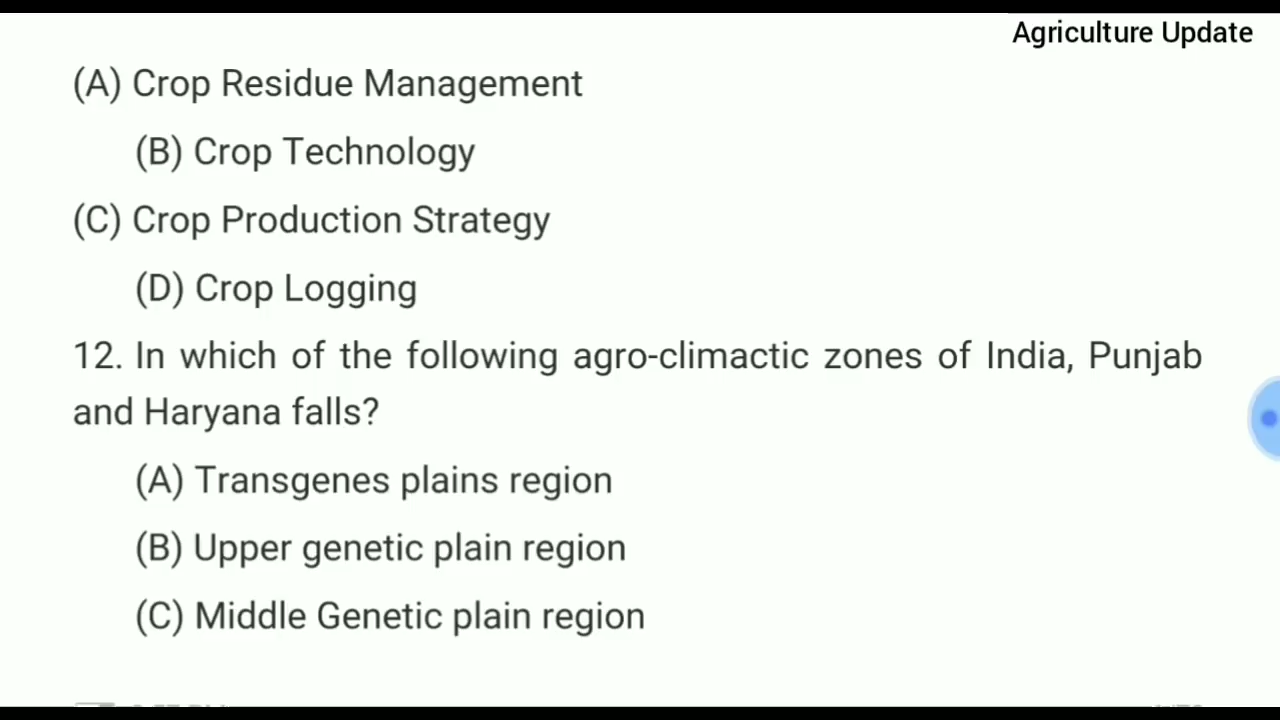 Agriculture Update
(A) Crop Residue Management
(B) Crop Technology
(C) Crop Production Strategy
(D) Crop Logging
12. In which of the following agro-climactic zones of India, Punjab
and Haryana falls?
(A) Transgenes plains region
(B) Upper genetic plain region
(C) Middle Genetic plain region